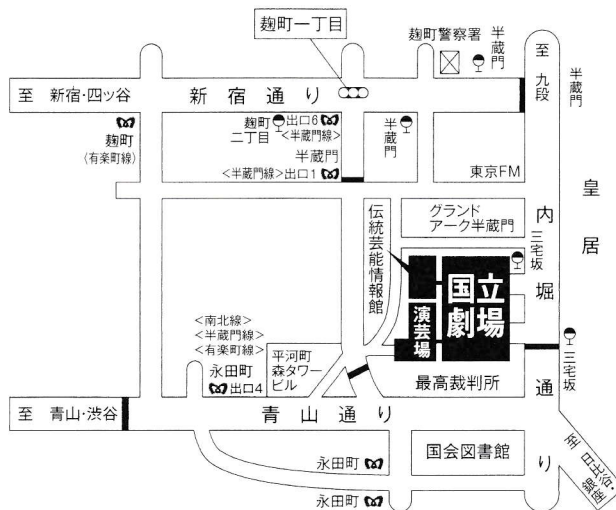 麹町一丁目
麹町警察署
半蔵門
至 九段
半蔵門
至 新宿・四ツ谷
新宿通り
麹町
(有楽町線)
麹町
二丁目
出口6
<半蔵門線>
半蔵門
<半蔵門線>出口1
半蔵門
東京FM
皇居
内堀通り
伝統芸能情報館
グランド
アーク半蔵門
三宅坂
国立
劇場
演芸場
三宅坂
<南北線>
<半蔵門線>
<有楽町線>
永田町
出口4
平河町
森タワー
ビル
最高裁判所
至 青山・渋谷
青山通り
国会図書館
永田町
永田町
至 日比谷・
銀座